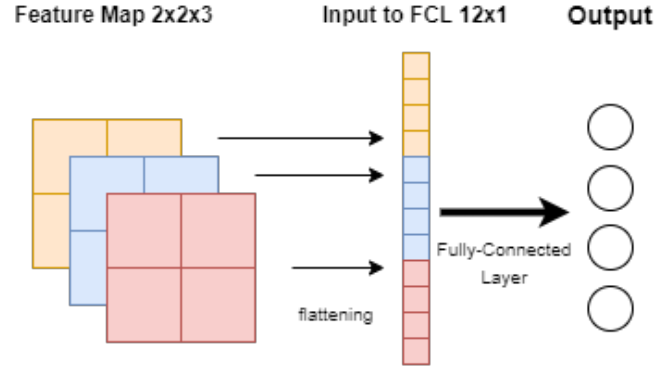 Feature Map 2x2x3
Input to FCL 12x1
Output
Fully-Connected
Layer
flattening